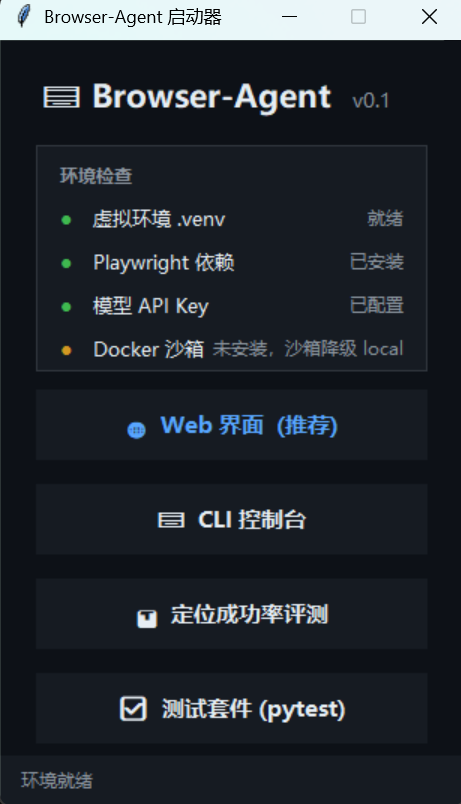 Browser-Agent 启动器
Browser-Agent v0.1
环境检查
虚拟环境 .venv 就绪
Playwright 依赖 已安装
模型 API Key 已配置
Docker 沙箱 未安装，沙箱降级 local
Web 界面 (推荐)
CLI 控制台
定位成功率评测
测试套件 (pytest)
环境就绪